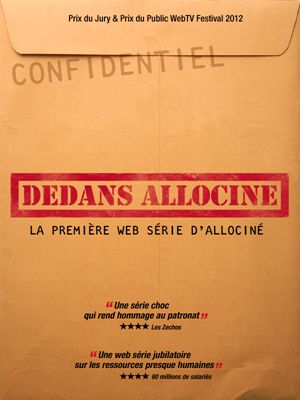 Prix du Jury & Prix du Public WebTV Festival 2012
CONFIDENTIEL
DEDANS ALLOCINE
LA PREMIÈRE WEB SÉRIE D'ALLOCINÉ
"Une série choc
qui rend hommage au patronat"
★★★★ Les Zechos
"Une web série jubilatoire
sur les ressources presque humaines"
★★★★ 60 millions de salariés